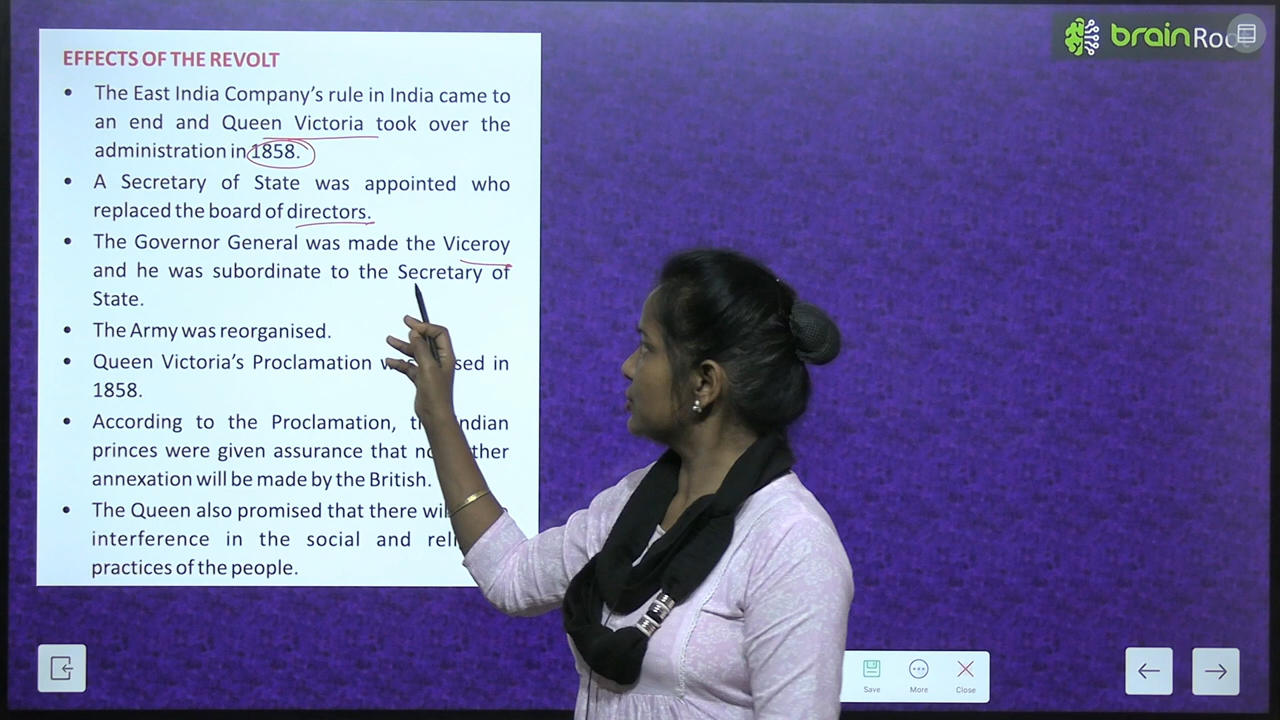 EFFECTS OF THE REVOLT
• The East India Company's rule in India came to
an end and Queen Victoria took over the
administration in 1858.
• A Secretary of State was appointed who
replaced the board of directors.
• The Governor General was made the Viceroy
and he was subordinate to the Secretary of
State.
• The Army was reorganised.
• Queen Victoria's Proclamation in
1858.
• According to the Proclamation, Indian
princes were given assurance that
annexation will be made by the British.
• The Queen also promised that there
interference in the social and
practices of the people.
brainRoot
Save
More
Close